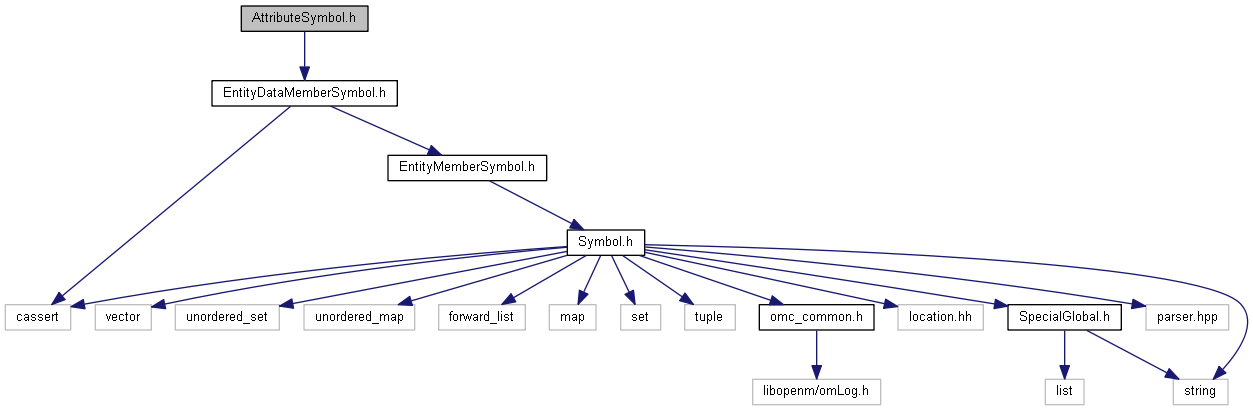 AttributeSymbol.h
EntityDataMemberSymbol.h
EntityMemberSymbol.h
Symbol.h
cassert
vector
unordered_set
unordered_map
forward_list
map
set
tuple
omc_common.h
location.hh
SpecialGlobal.h
parser.hpp
libopenm/omLog.h
list
string